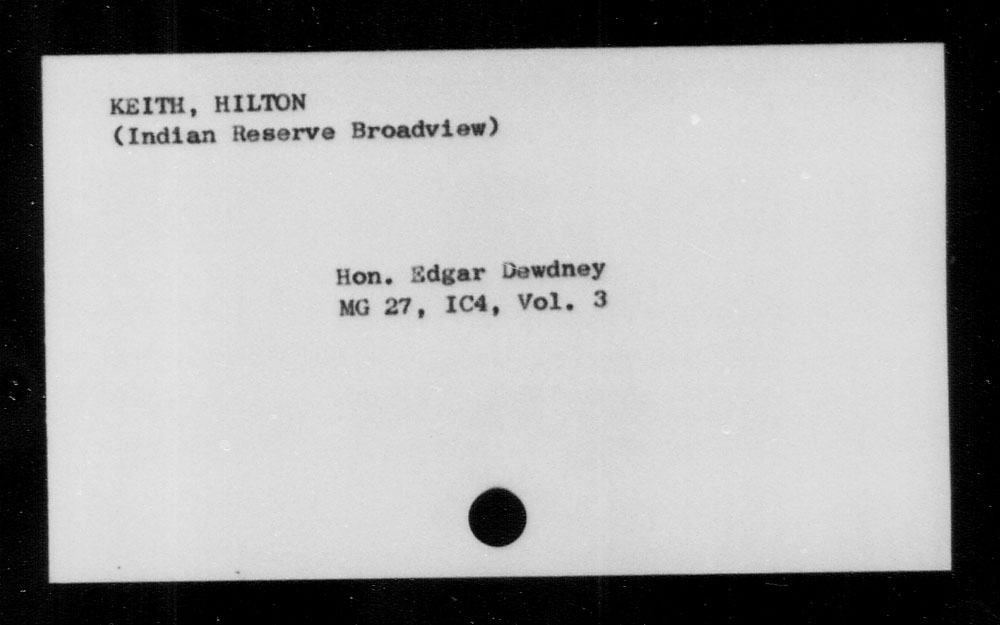 KEITH, HILTON
(Indian Reserve Broadview)
Hon. Edgar Dewdney
MG 27, IC4, Vol. 3